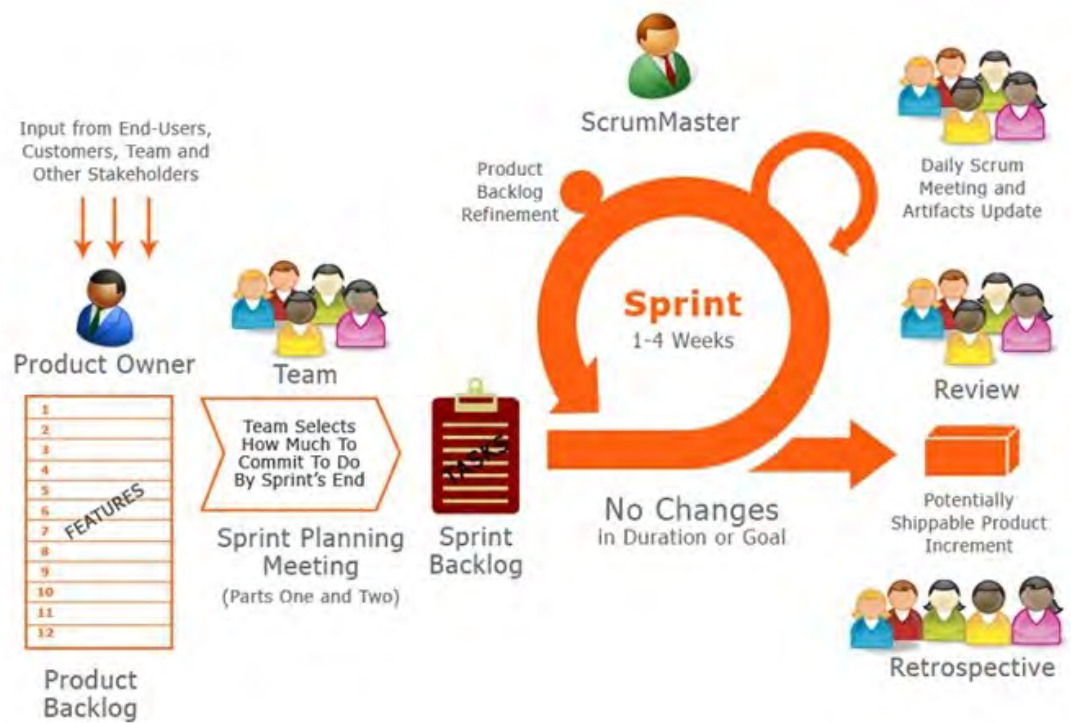 Input from End-Users,
Customers, Team and
Other Stakeholders
Product Owner
1
2
3
4
5
6
7
8
9
10
11
12
FEATURES
Product
Backlog
Team
Team Selects
How Much To
Commit To Do
By Sprint's End
Sprint Planning
Meeting
(Parts One and Two)
TASKS
Sprint
Backlog
ScrumMaster
Product
Backlog
Refinement
Sprint
1-4 Weeks
No Changes
in Duration or Goal
Daily Scrum
Meeting and
Artifacts Update
Review
Potentially
Shippable Product
Increment
Retrospective